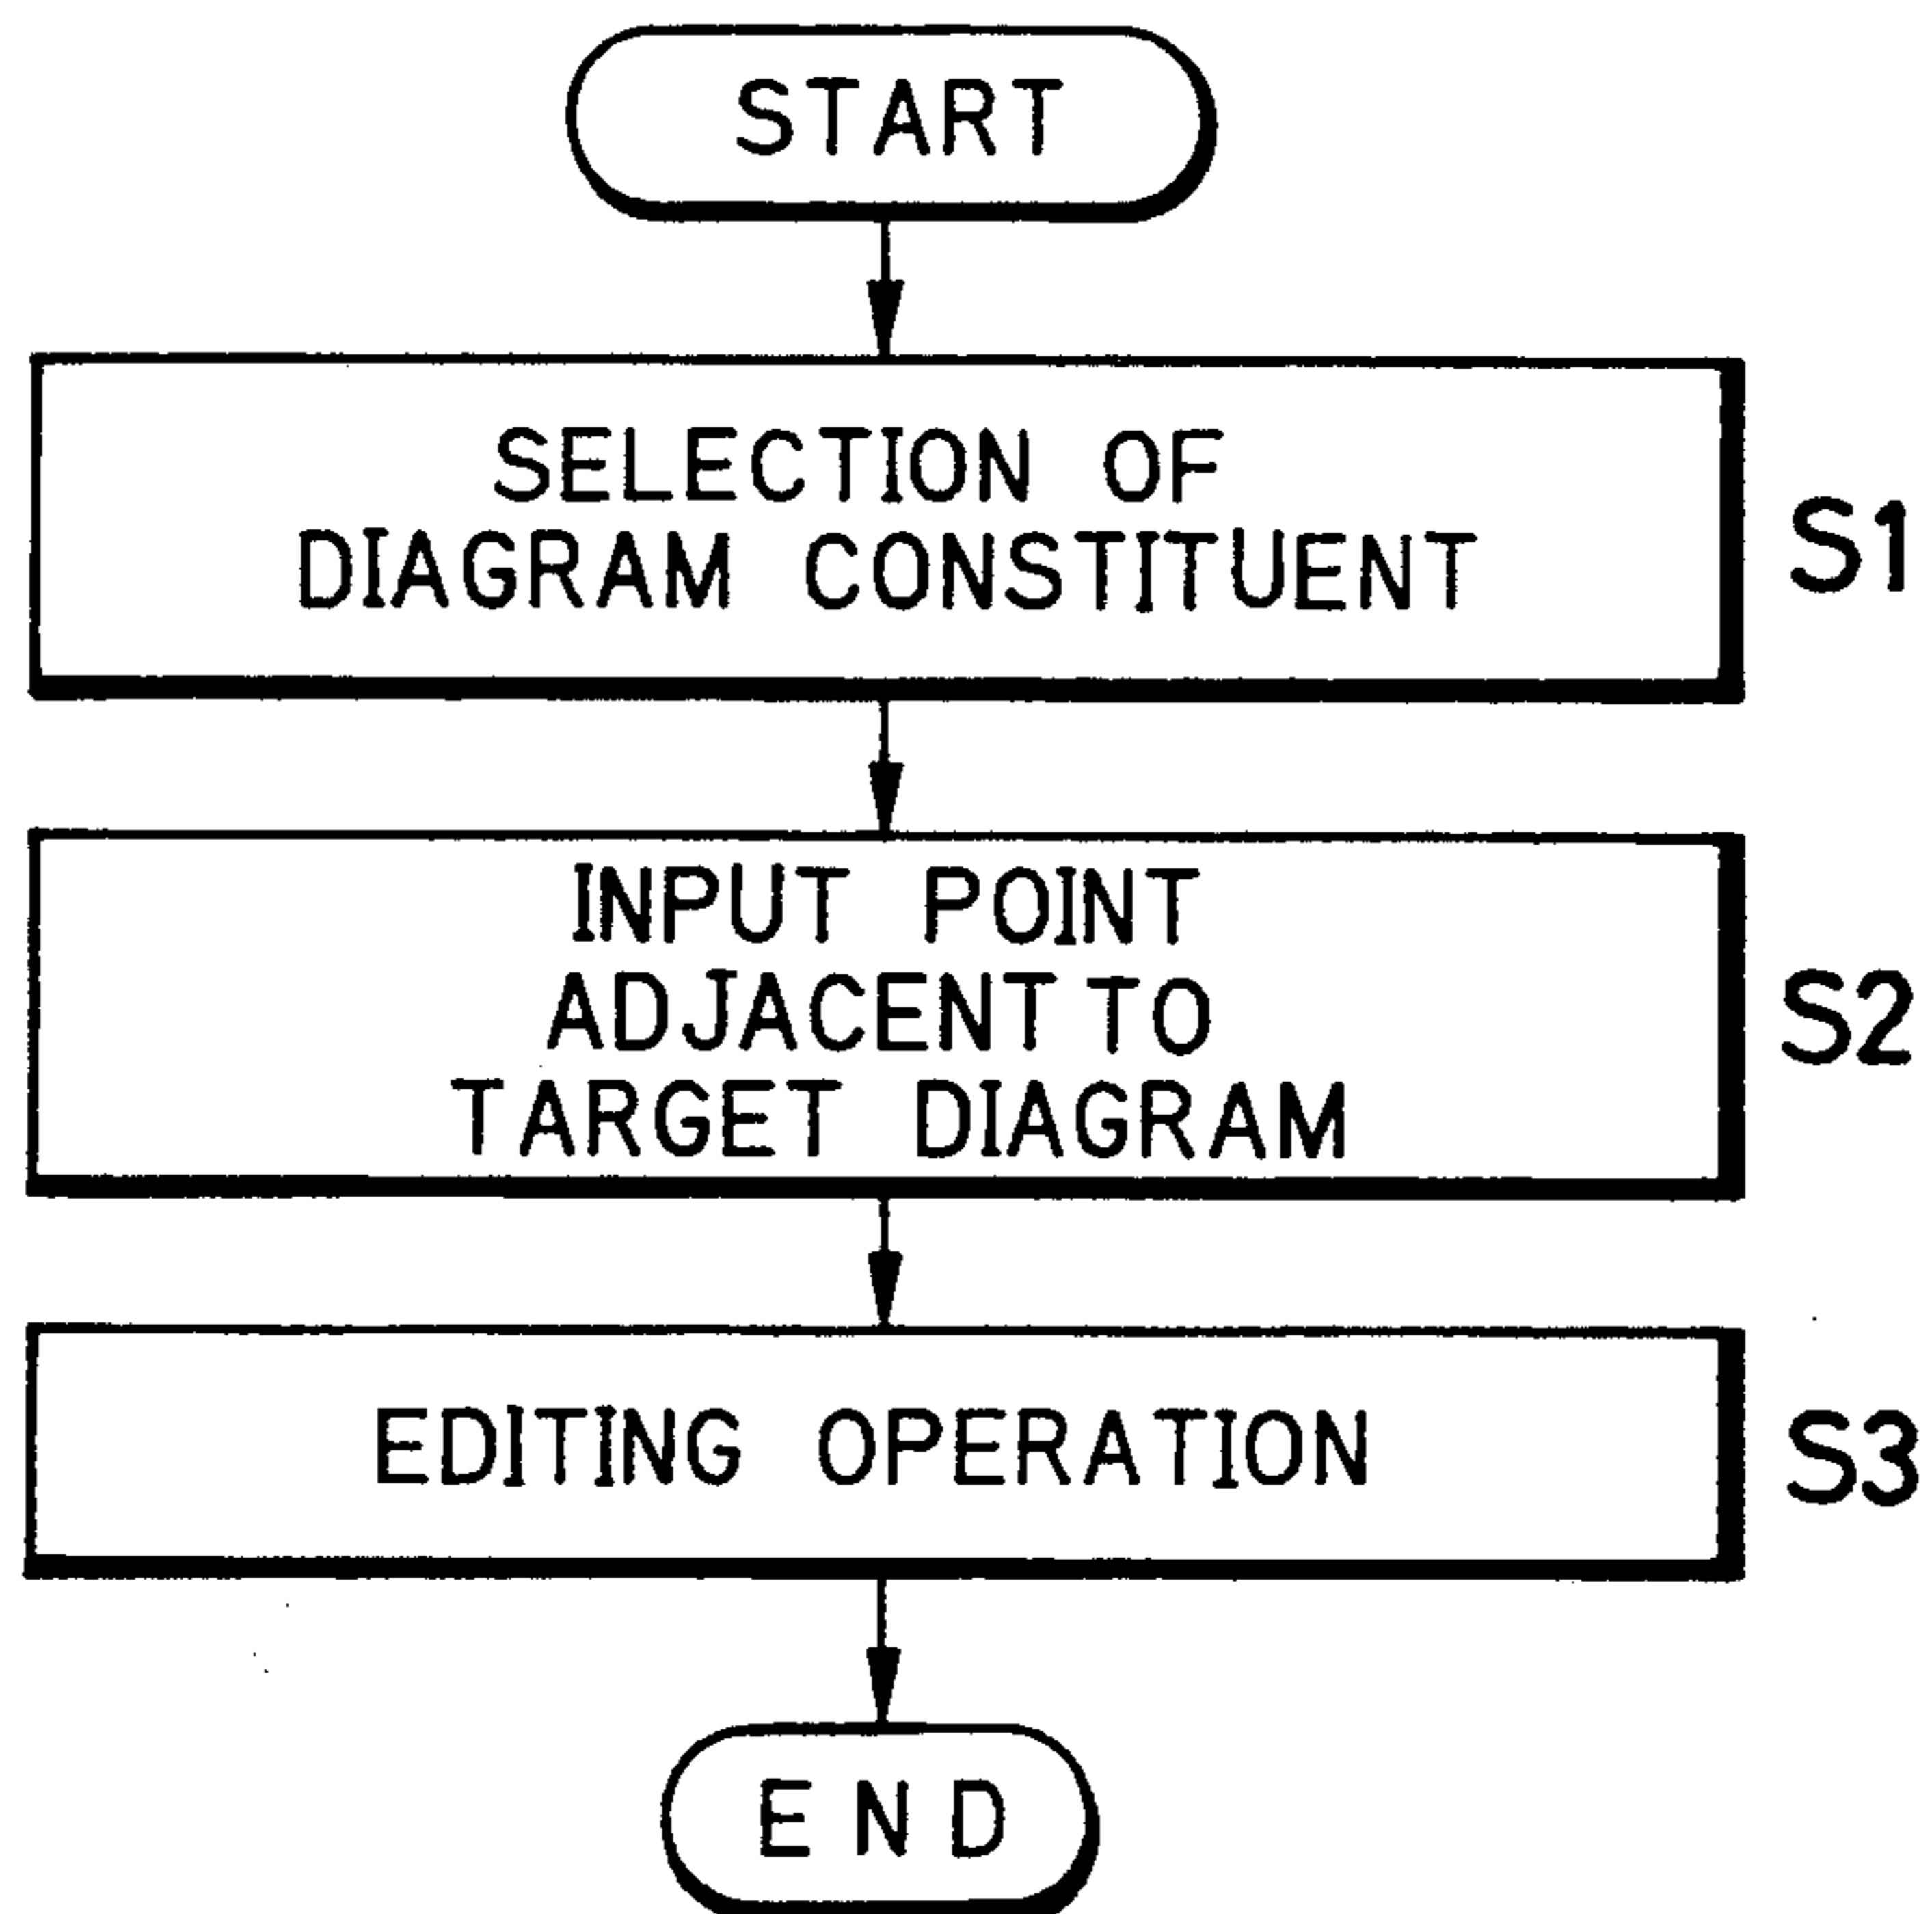 START
SELECTION OF
DIAGRAM CONSTITUENT
S1
INPUT POINT
ADJACENT TO
TARGET DIAGRAM
S2
EDITING OPERATION
S3
END